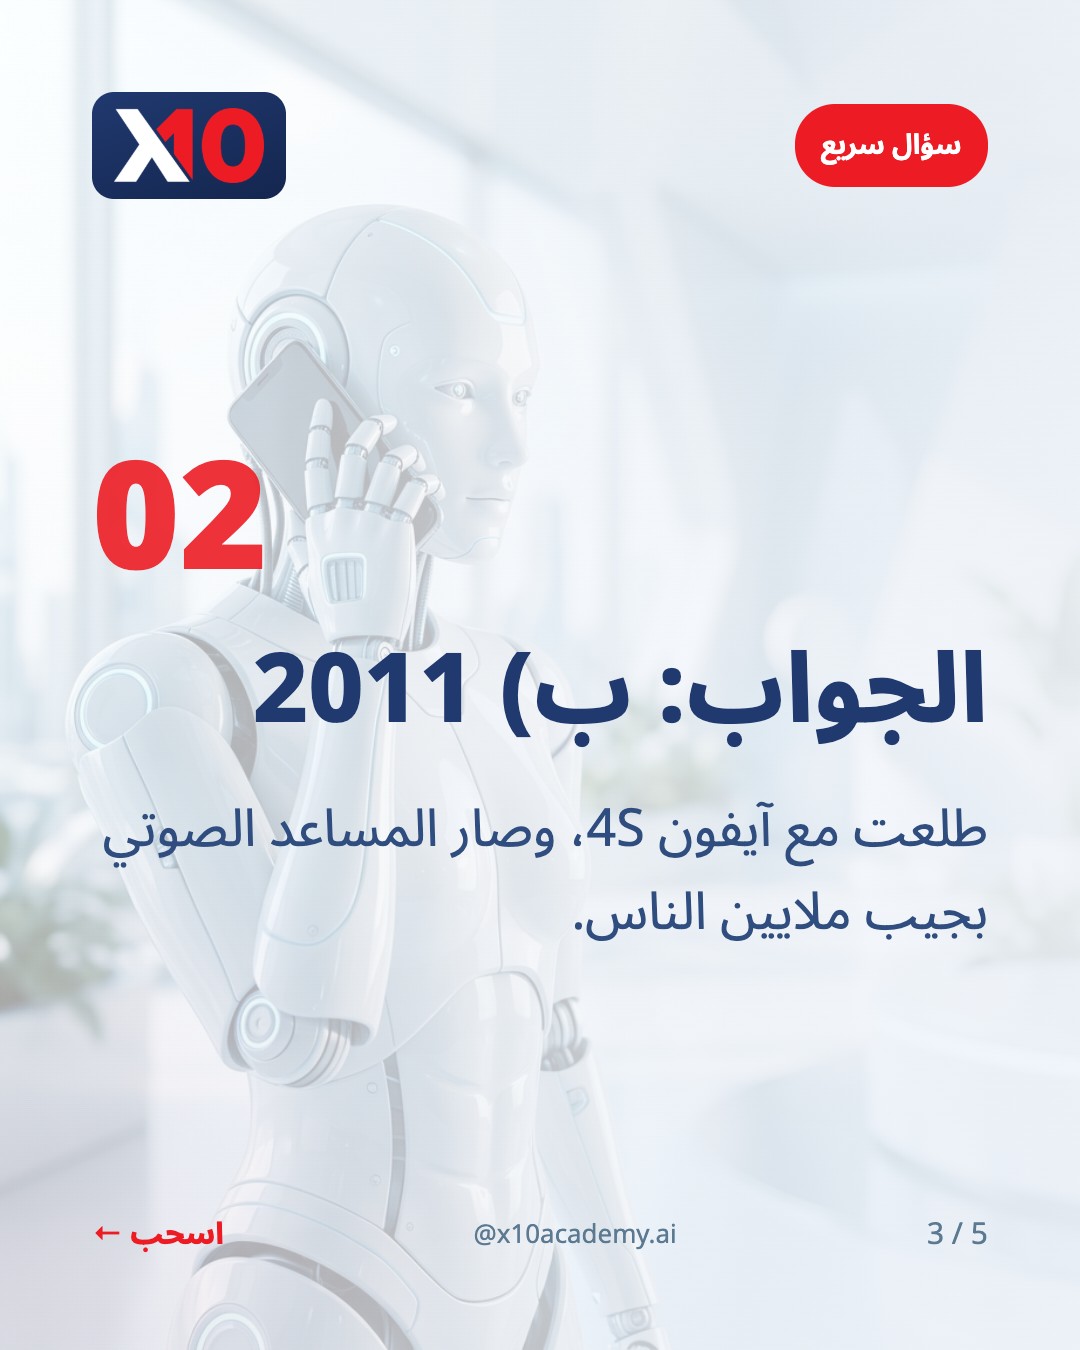 X10
سؤال سريع
02
الجواب: ب) 2011
طلعت مع آيفون 4S، وصار المساعد الصوتي
بجيب ملايين الناس.
اسحب ←
@x10academy.ai
3 / 5